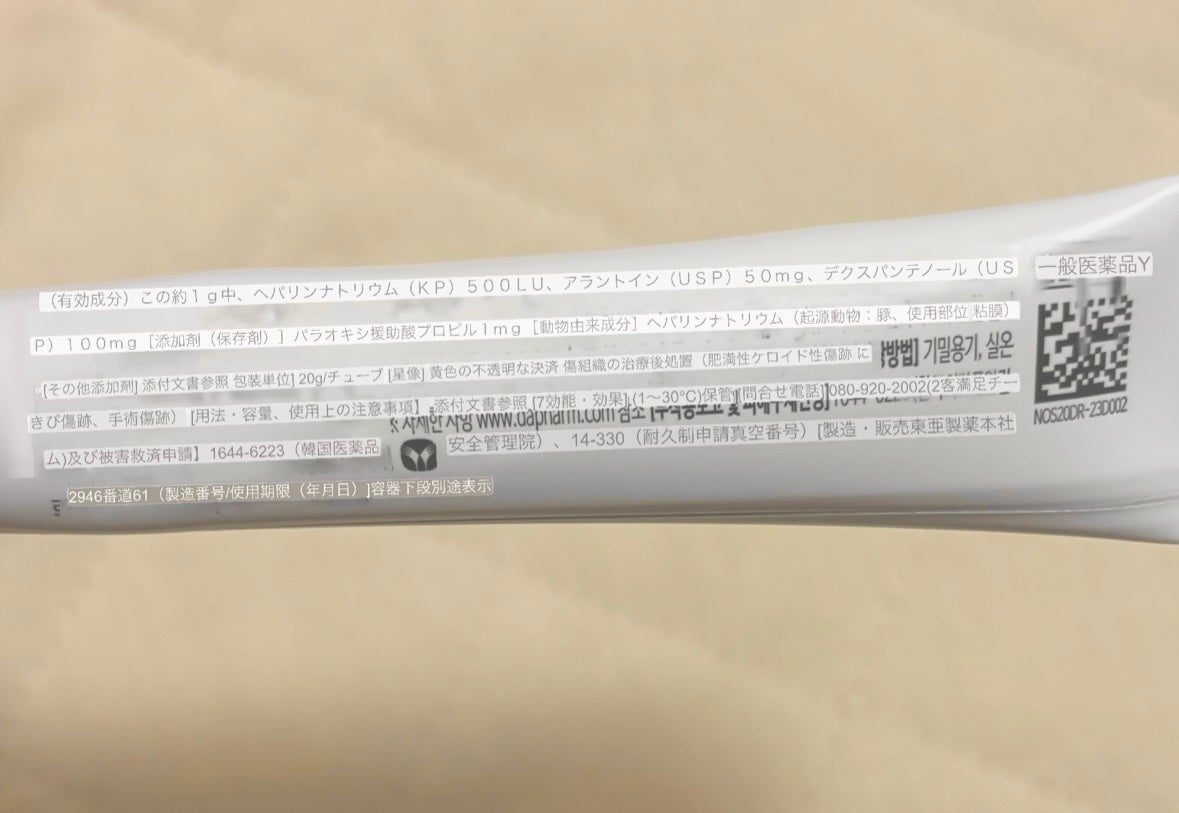 （有効成分）この約１ｇ中、ヘパリンナトリウム（ＫＰ）５００ＬＵ、アラントイン（ＵＳＰ）５０ｍｇ、デクスパンテノール（ＵＳ
一般医薬品Y
Ｐ）１００ｍｇ［添加剤（保存剤）］パラオキシ援助酸プロピル１ｍｇ［動物由来成分］ヘパリンナトリウム（起源動物：豚、使用部位 粘膜）
방법] 기밀용기, 실온
。[その他添加剤] 添付文書参照 包装単位] 20g/チューブ [星像] 黄色の不透明な決済 傷組織の治療後処置（肥満性ケロイド性傷跡 に
きび傷跡、手術傷跡）［用法・容量、使用上の注意事項】 添付文書参照 [7効能・効果](1～30°C)保管][問合せ電話]]080-920-2002(2客満足チー
자세한 사항 www.dapharm.com 참조
NOS20DR-23D002
ム)及び被害救済申請】1644-6223（韓国医薬品
安全管理院）、14-330（耐久制申請真空番号）[製造・販売東亜製薬本社
2946番道61（製造番号/使用期限（年月日）]容器下段別途表示